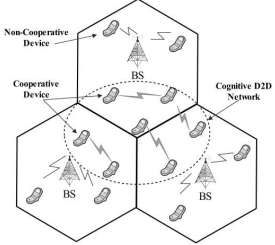 Non-Cooperative
Device
BS
Cooperative
Device
Cognitive D2D
Network
BS
BS